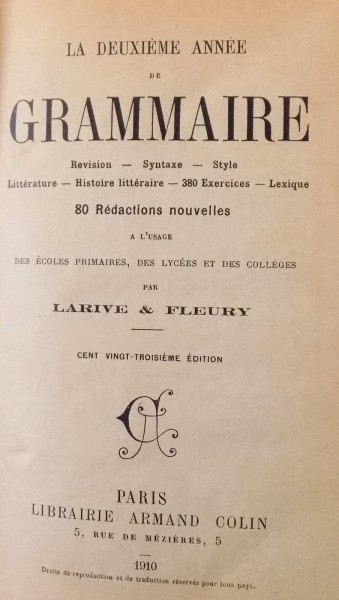 LA DEUXIÈME ANNÉE
DE
GRAMMAIRE
Revision — Syntaxe — Style
Littérature — Histoire littéraire — 380 Exercices — Lexique
80 Rédactions nouvelles
A L'USAGE
DES ÉCOLES PRIMAIRES, DES LYCÉES ET DES COLLÈGES
PAR
LARIVE & FLEURY
CENT VINGT-TROISIÈME ÉDITION
AC
PARIS
LIBRAIRIE ARMAND COLIN
5, RUE DE MÉZIÈRES, 5
1910
Droits de reproduction et de traduction réservés pour tous pays.